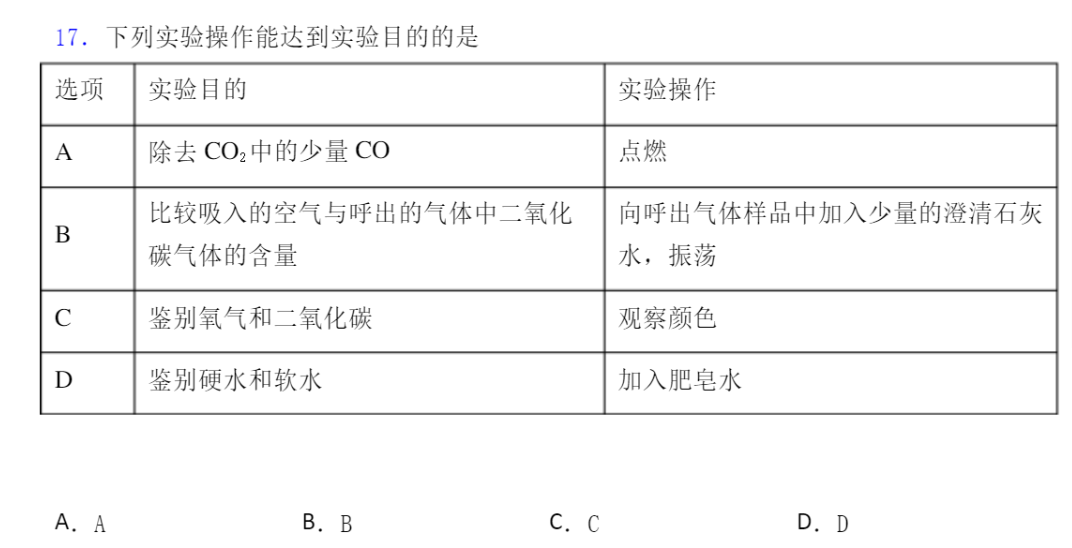 17. 下列实验操作能达到实验目的的是
选项 实验目的 实验操作
A 除去 CO₂中的少量 CO 点燃
B 比较吸入的空气与呼出的气体中二氧化碳气体的含量 向呼出气体样品中加入少量的澄清石灰水，振荡
C 鉴别氧气和二氧化碳 观察颜色
D 鉴别硬水和软水 加入肥皂水
A. A B. B C. C D. D